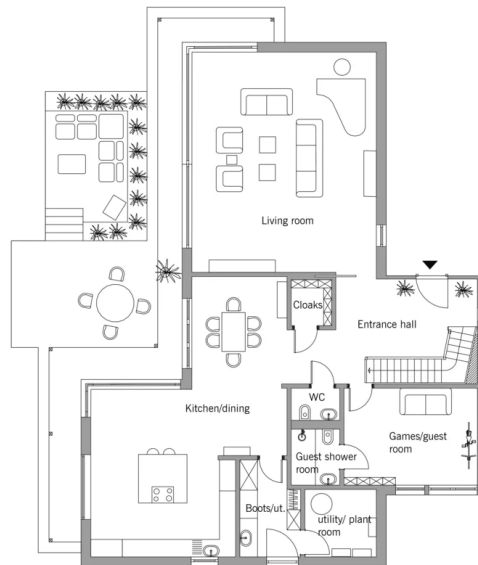 Living room
Cloaks
Entrance hall
WC
Kitchen/dining
Games/guest
room
Guest shower
room
Boots/ut.
utility/ plant
room